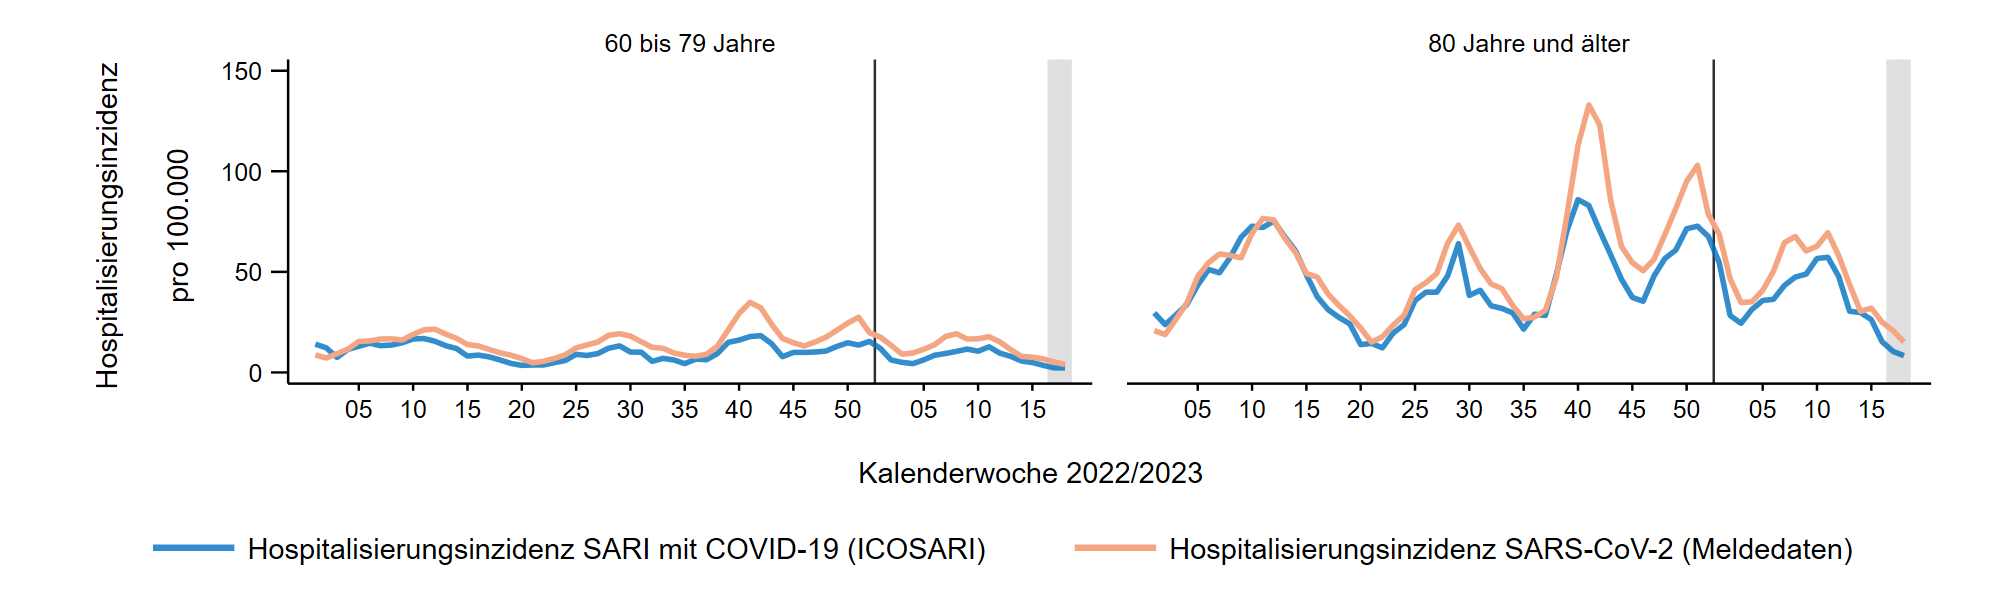 60 bis 79 Jahre
80 Jahre und älter
Hospitalisierungsinzidenz
pro 100.000
150
100
50
0
05 10 15 20 25 30 35 40 45 50 05 10 15
05 10 15 20 25 30 35 40 45 50 05 10 15
Kalenderwoche 2022/2023
Hospitalisierungsinzidenz SARI mit COVID-19 (ICOSARI)
Hospitalisierungsinzidenz SARS-CoV-2 (Meldedaten)